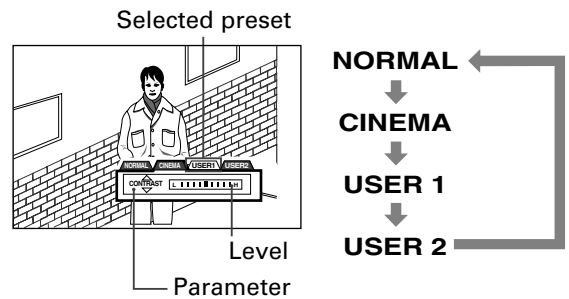 Selected preset
NORMAL CINEMA USER1 USER2
CONTRAST L H
Level
Parameter
NORMAL
CINEMA
USER 1
USER 2